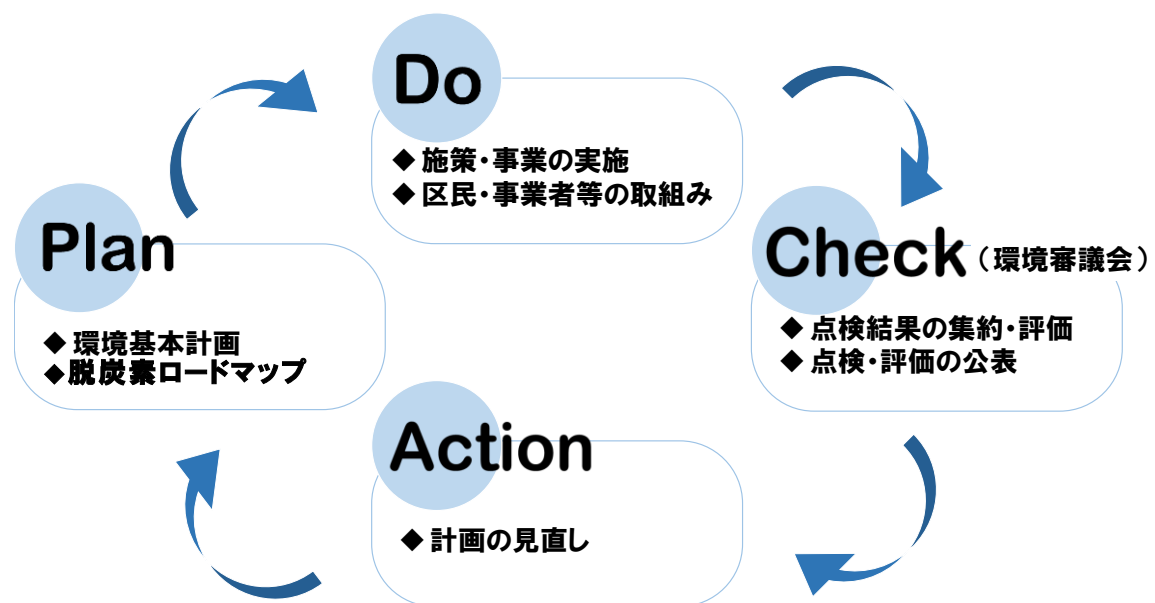 Plan
◆ 環境基本計画
◆脱炭素ロードマップ
Do
◆ 施策・事業の実施
◆ 区民・事業者等の取組み
Check（環境審議会）
◆ 点検結果の集約・評価
◆ 点検・評価の公表
Action
◆ 計画の見直し